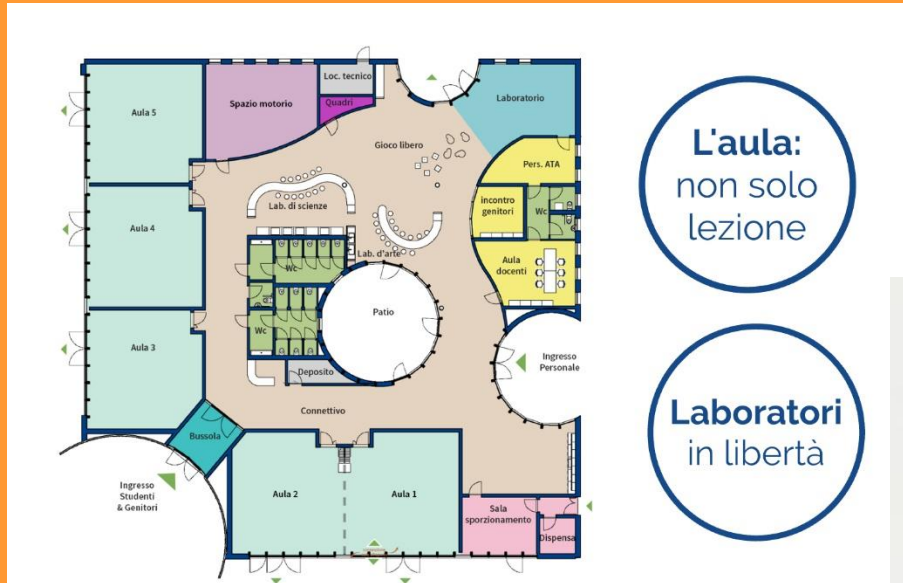 Loc. tecnico
Aula 5
Spazio motorio
Quadri
Laboratorio
Gioco libero
Pers. ATA
Lab. di scienze
incontro
genitori
Wc
Aula 4
Lab. d'arte
Wc
Aula
docenti
Patio
Aula 3
Wc
Ingresso
Personale
Deposito
Connettivo
Bussola
Ingresso
Studenti
& Genitori
Aula 2
Aula 1
Sala
sporzionamento
Dispensa
L'aula:
non solo
lezione
Laboratori
in libertà